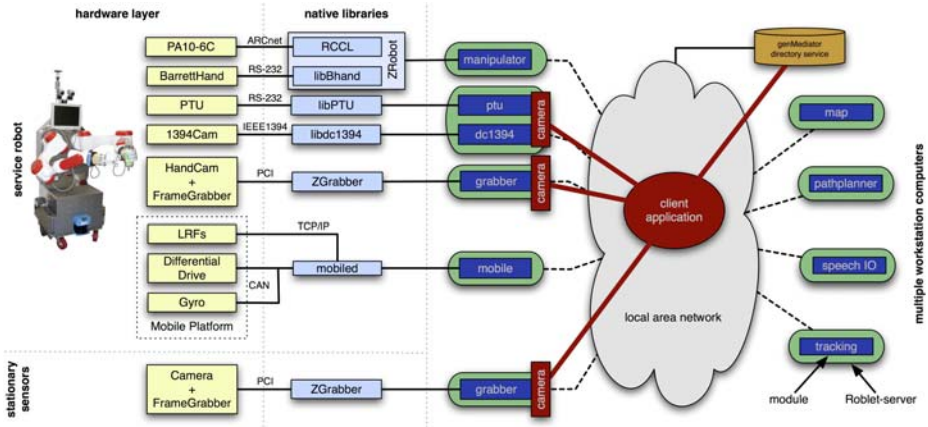 hardware layer
native libraries
service robot
PA10-6C
ARCnet
RCCL
BarrettHand
RS-232
libBhand
ZRobot
manipulator
PTU
RS-232
libPTU
ptu
1394Cam
IEEE1394
libdc1394
dc1394
camera
HandCam
+
FrameGrabber
PCI
ZGrabber
grabber
camera
LRFs
TCP/IP
Differential
Drive
CAN
mobiled
mobile
Gyro
Mobile Platform
stationary
sensors
Camera
+
FrameGrabber
PCI
ZGrabber
grabber
camera
genMediator
directory service
client
application
local area network
map
pathplanner
speech IO
tracking
module
Roblet-server
multiple workstation computers